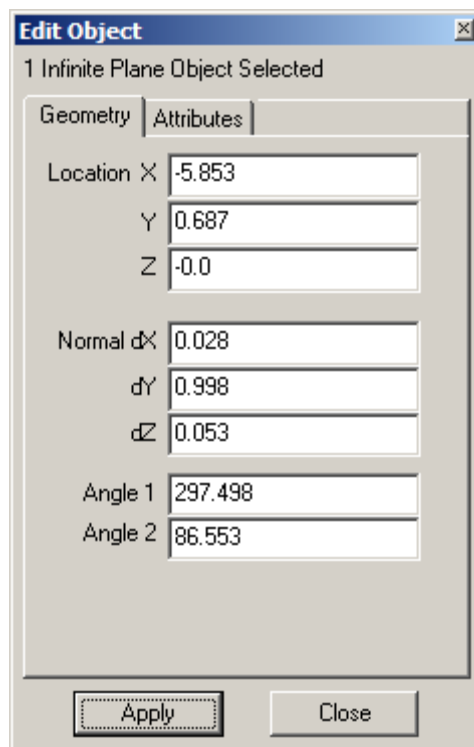 Edit Object
1 Infinite Plane Object Selected
Geometry Attributes
Location X -5.853
Y 0.687
Z -0.0
Normal dX 0.028
dY 0.998
dZ 0.053
Angle 1 297.498
Angle 2 86.553
Apply Close